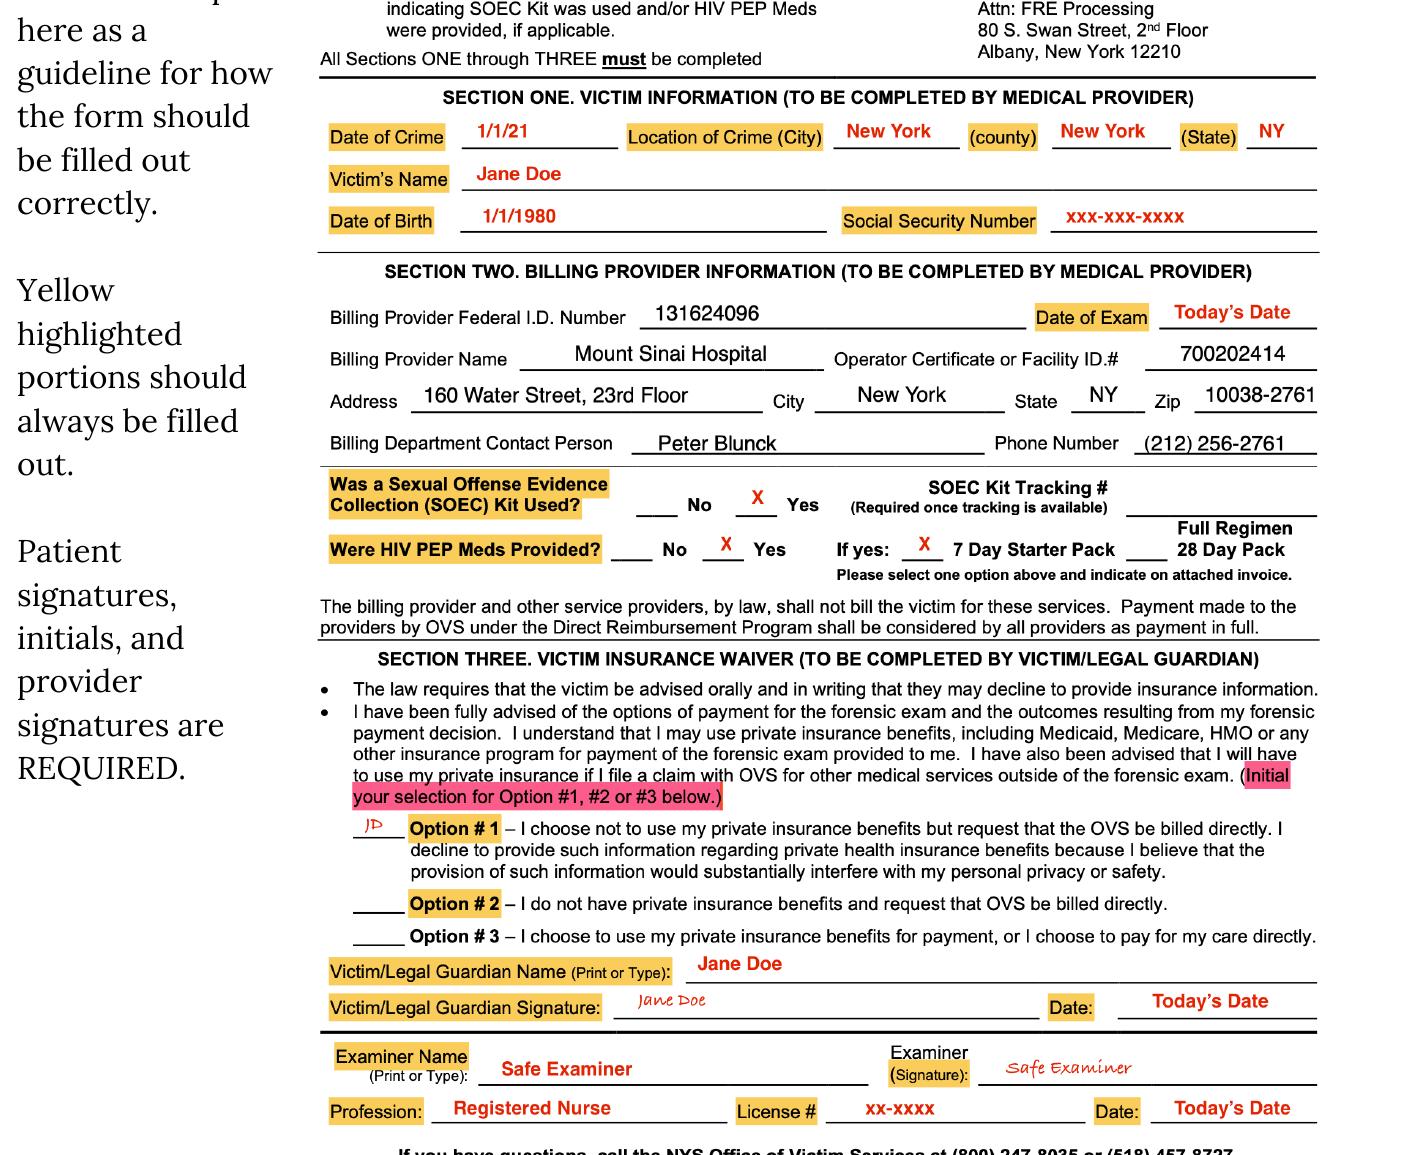 here as a
guideline for how
the form should
be filled out
correctly.
Yellow
highlighted
portions should
always be filled
out.
Patient
signatures,
initials, and
provider
signatures are
REQUIRED.
indicating SOEC Kit was used and/or HIV PEP Meds
were provided, if applicable.
All Sections ONE through THREE must be completed
Attn: FRE Processing
80 S. Swan Street, 2nd Floor
Albany, New York 12210
SECTION ONE. VICTIM INFORMATION (TO BE COMPLETED BY MEDICAL PROVIDER)
Date of Crime 1/1/21 Location of Crime (City) New York (county) New York (State) NY
Victim's Name Jane Doe
Date of Birth 1/1/1980 Social Security Number xxx-xxx-xxxx
SECTION TWO. BILLING PROVIDER INFORMATION (TO BE COMPLETED BY MEDICAL PROVIDER)
Billing Provider Federal I.D. Number 131624096 Date of Exam Today's Date
Billing Provider Name Mount Sinai Hospital Operator Certificate or Facility ID.# 700202414
Address 160 Water Street, 23rd Floor City New York State NY Zip 10038-2761
Billing Department Contact Person Peter Blunck Phone Number (212) 256-2761
Was a Sexual Offense Evidence
Collection (SOEC) Kit Used? No X Yes
SOEC Kit Tracking #
(Required once tracking is available)
Were HIV PEP Meds Provided? No X Yes If yes: X 7 Day Starter Pack
Full Regimen
28 Day Pack
Please select one option above and indicate on attached invoice.
The billing provider and other service providers, by law, shall not bill the victim for these services. Payment made to the
providers by OVS under the Direct Reimbursement Program shall be considered by all providers as payment in full.
SECTION THREE. VICTIM INSURANCE WAIVER (TO BE COMPLETED BY VICTIM/LEGAL GUARDIAN)
• The law requires that the victim be advised orally and in writing that they may decline to provide insurance information.
• I have been fully advised of the options of payment for the forensic exam and the outcomes resulting from my forensic
payment decision. I understand that I may use private insurance benefits, including Medicaid, Medicare, HMO or any
other insurance program for payment of the forensic exam provided to me. I have also been advised that I will have
to use my private insurance if I file a claim with OVS for other medical services outside of the forensic exam. (Initial
your selection for Option #1, #2 or #3 below.)
JD Option # 1 – I choose not to use my private insurance benefits but request that the OVS be billed directly. I
decline to provide such information regarding private health insurance benefits because I believe that the
provision of such information would substantially interfere with my personal privacy or safety.
Option # 2 – I do not have private insurance benefits and request that OVS be billed directly.
Option # 3 – I choose to use my private insurance benefits for payment, or I choose to pay for my care directly.
Victim/Legal Guardian Name (Print or Type): Jane Doe
Victim/Legal Guardian Signature: Jane Doe Date: Today's Date
Examiner Name
(Print or Type): Safe Examiner
Examiner
(Signature): Safe Examiner
Profession: Registered Nurse License # xx-xxxx Date: Today's Date
If you have questions, call the NYS Office of Victim Services at (800) 247-8035 or (518) 457-8727